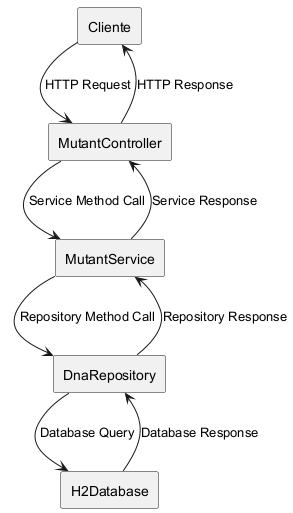 Cliente
HTTP Request
HTTP Response
MutantController
Service Method Call
Service Response
MutantService
Repository Method Call
Repository Response
DnaRepository
Database Query
Database Response
H2Database